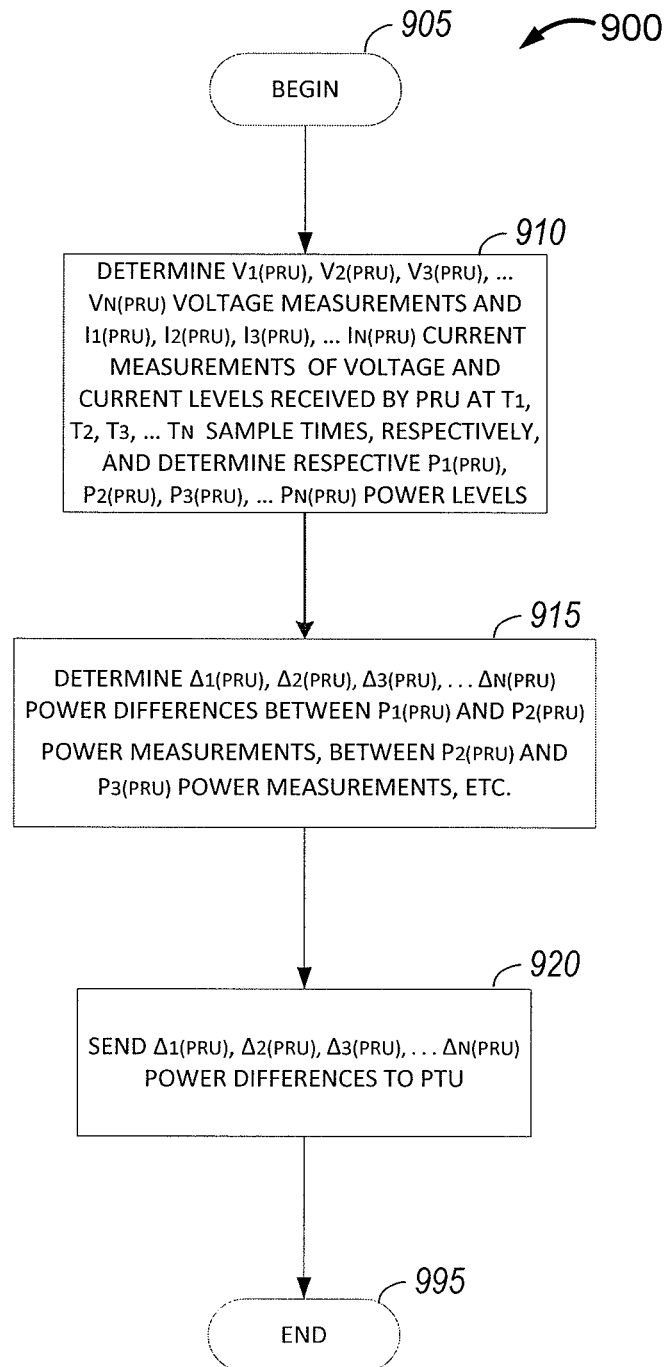 905
900
BEGIN
910
DETERMINE V1(PRU), V2(PRU), V3(PRU), ...
VN(PRU) VOLTAGE MEASUREMENTS AND
I1(PRU), I2(PRU), I3(PRU), ... IN(PRU) CURRENT
MEASUREMENTS OF VOLTAGE AND
CURRENT LEVELS RECEIVED BY PRU AT T1,
T2, T3, ... TN SAMPLE TIMES, RESPECTIVELY,
AND DETERMINE RESPECTIVE P1(PRU),
P2(PRU), P3(PRU), ... PN(PRU) POWER LEVELS
915
DETERMINE Δ1(PRU), Δ2(PRU), Δ3(PRU), . . . ΔN(PRU)
POWER DIFFERENCES BETWEEN P1(PRU) AND P2(PRU)
POWER MEASUREMENTS, BETWEEN P2(PRU) AND
P3(PRU) POWER MEASUREMENTS, ETC.
920
SEND Δ1(PRU), Δ2(PRU), Δ3(PRU), . . . ΔN(PRU)
POWER DIFFERENCES TO PTU
995
END